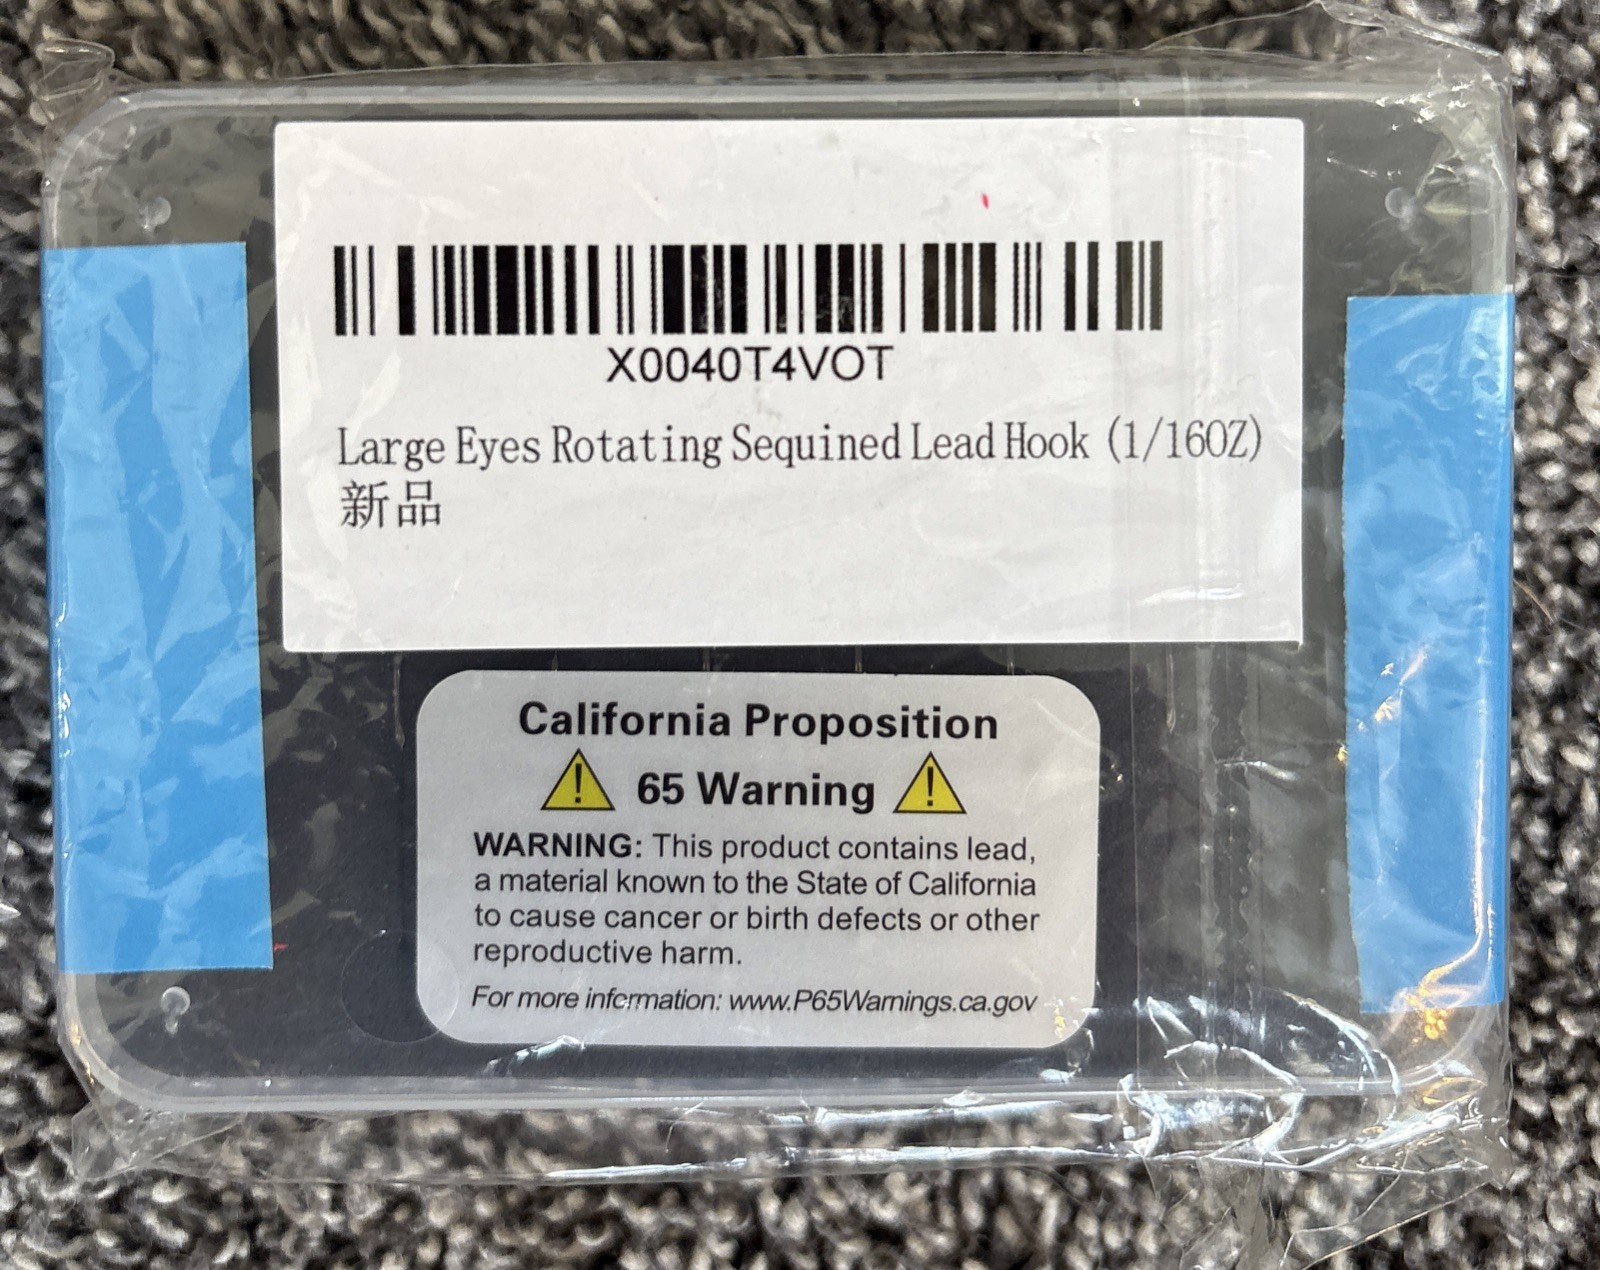 X0040T4VOT
Large Eyes Rotating Sequined Lead Hook (1/16OZ)
新品
California Proposition
65 Warning
WARNING: This product contains lead,
a material known to the State of California
to cause cancer or birth defects or other
reproductive harm.
For more information: www.P65Warnings.ca.gov